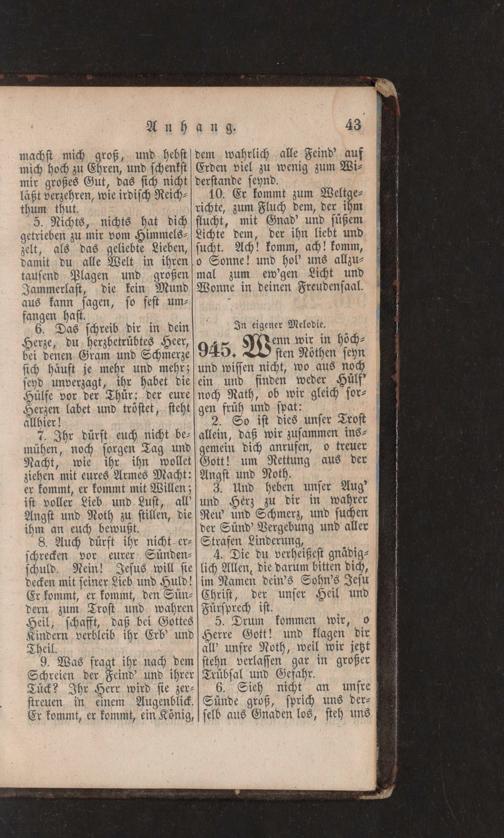 Anhang.
43
machst mich groß, und hebst
mich hoch zu Ehren, und schenkst
mir großes Gut, das sich nicht
läßt verzehren, wie irdisch Reich-
thum thut.
5. Nichts, nichts hat dich
getrieben zu mir vom Himmels-
zelt, als das geliebte Lieben,
damit du alle Welt in ihren
tausend Plagen und großen
Jammerlast, die kein Mund
aus kann sagen, so fest um-
fangen hast.
6. Das schreib dir in dein
Herze, du herzbetrübtes Heer,
bei denen Gram und Schmerze
sich häuft je mehr und mehr;
seyd unverzagt, ihr habet die
Hülfe vor der Thür; der eure
Herzen labet und tröstet, steht
allhier!
7. Ihr dürft euch nicht be-
mühen, noch sorgen Tag und
Nacht, wie ihr ihn wollet
ziehen mit eures Armes Macht:
er kommt, er kommt mit Willen;
ist voller Lieb und Lust, all'
Angst und Noth zu stillen, die
ihm an euch bewußt.
8. Auch dürft ihr nicht er-
schrecken vor eurer Sünden-
schuld. Nein! Jesus will sie
decken mit seiner Lieb und Huld!
Er kommt, er kommt, den Sün-
dern zum Trost und wahren
Heil, schafft, daß bei Gottes
Kindern verbleib ihr Erb' und
Theil.
9. Was fragt ihr nach dem
Schreien der Feind' und ihrer
Tück? Ihr Herr wird sie zer-
streuen in einem Augenblick.
Er kommt, er kommt, ein König,
dem wahrlich alle Feind' auf
Erden viel zu wenig zum Wi-
derstande seynd.
10. Er kommt zum Weltge-
richte, zum Fluch dem, der ihm
flucht, mit Gnad' und süßem
Lichte dem, der ihn liebt und
sucht. Ach! komm, ach! komm,
o Sonne! und hol' uns allzu-
mal zum ew'gen Licht und
Wonne in deinen Freudensaal.
In eigener Melodie.
945. Wenn wir in höch-
sten Nöthen seyn
und wissen nicht, wo aus noch
ein und finden weder Hülf'
noch Rath, ob wir gleich sor-
gen früh und spat:
2. So ist dies unser Trost
allein, daß wir zusammen ins-
gemein dich anrufen, o treuer
Gott! um Rettung aus der
Angst und Noth.
3. Und heben unser Aug'
und Herz zu dir in wahrer
Reu' und Schmerz, und suchen
der Sünd' Vergebung und aller
Strafen Linderung,
4. Die du verheißest gnädig-
lich Allen, die darum bitten dich,
im Namen dein's Sohn's Jesu
Christ, der unser Heil und
Fürsprech ist.
5. Drum kommen wir, o
Herre Gott! und klagen dir
all' unsre Noth, weil wir jetzt
stehn verlassen gar in großer
Trübsal und Gefahr.
6. Sieh nicht an unsre
Sünde groß, sprich uns der-
selb aus Gnaden los, steh uns